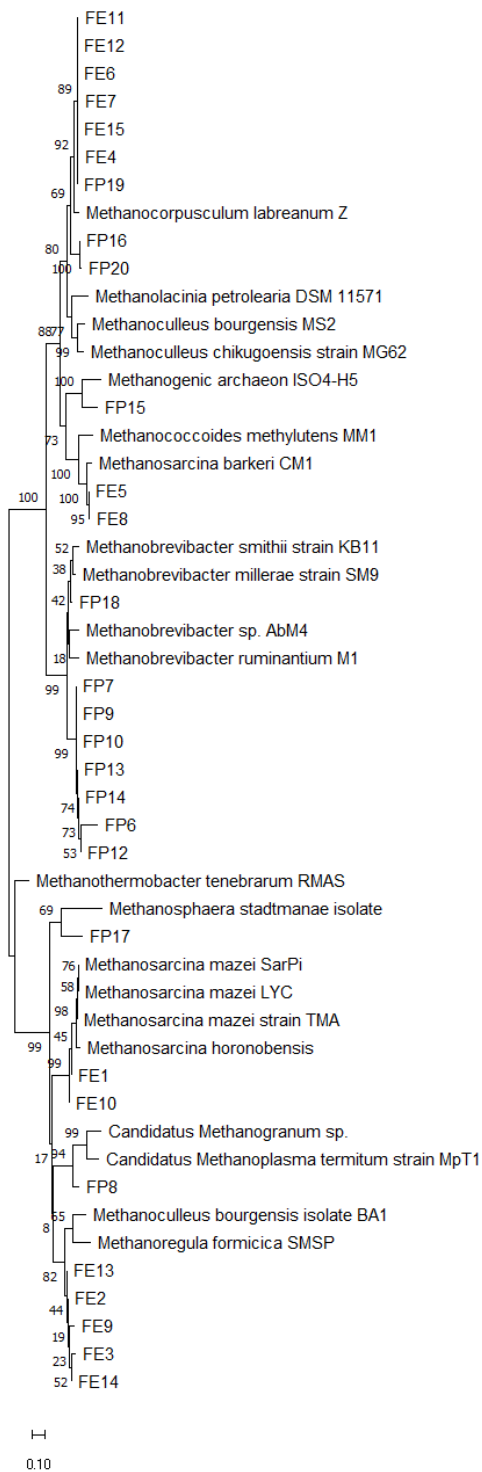 FE11
FE12
FE6
89
FE7
FE15
92
FE4
FP19
69
Methanocorpusculum labreanum Z
FP16
80
100
FP20
Methanolacinia petrolearia DSM 11571
Methanoculleus bourgensis MS2
88
77
99
Methanoculleus chikugoensis strain MG62
100
Methanogenic archaeon ISO4-H5
FP15
Methanococcoides methylutens MM1
73
Methanosarcina barkeri CM1
100
FE5
100
100
FE8
95
Methanobrevibacter smithii strain KB11
52
38
Methanobrevibacter millerae strain SM9
42
FP18
Methanobrevibacter sp. AbM4
18
Methanobrevibacter ruminantium M1
99
FP7
FP9
FP10
99
FP13
FP14
74
FP6
73
53
FP12
Methanothermobacter tenebrarum RMAS
69
Methanosphaera stadtmanae isolate
FP17
76
Methanosarcina mazei SarPi
58
Methanosarcina mazei LYC
98
Methanosarcina mazei strain TMA
45
99
Methanosarcina horonobensis
99
FE1
FE10
99
Candidatus Methanogranum sp.
17
94
Candidatus Methanoplasma termitum strain MpT1
FP8
55
Methanoculleus bourgensis isolate BA1
8
Methanoregula formicica SMSP
82
FE13
FE2
44
FE9
19
FE3
23
52
FE14
0.10